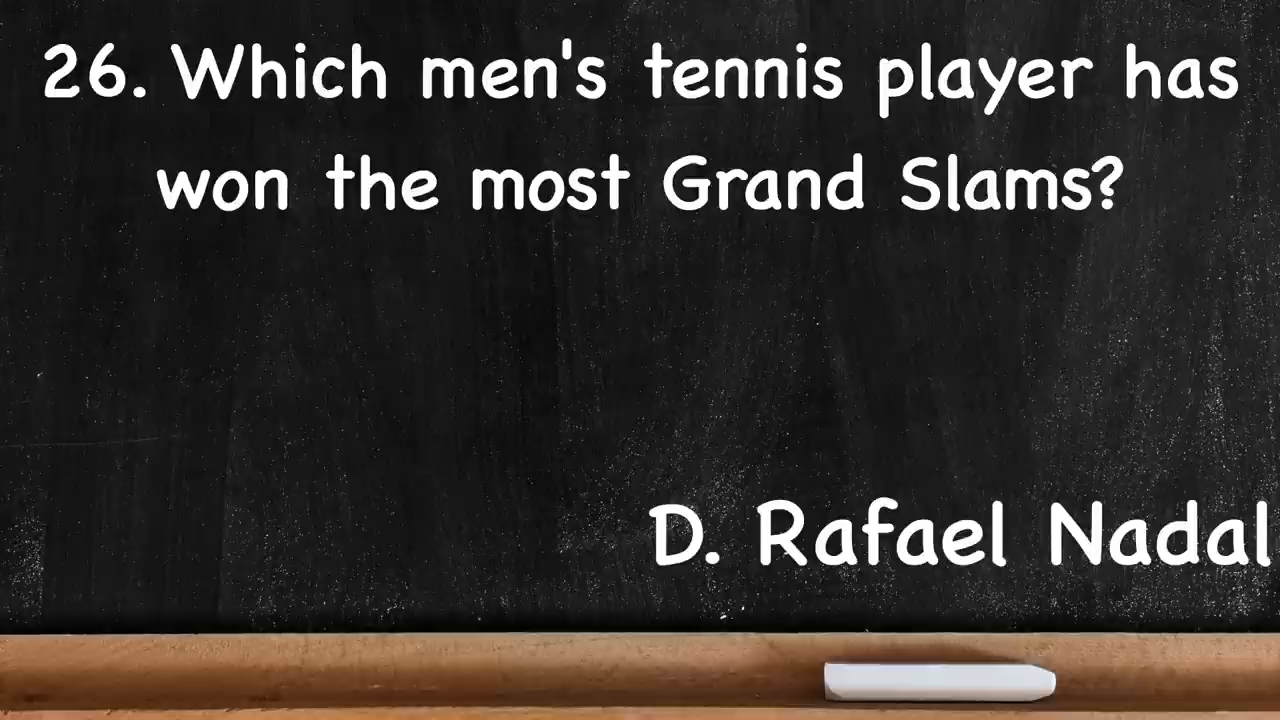 26. Which men's tennis player has
won the most Grand Slams?
D. Rafael Nadal